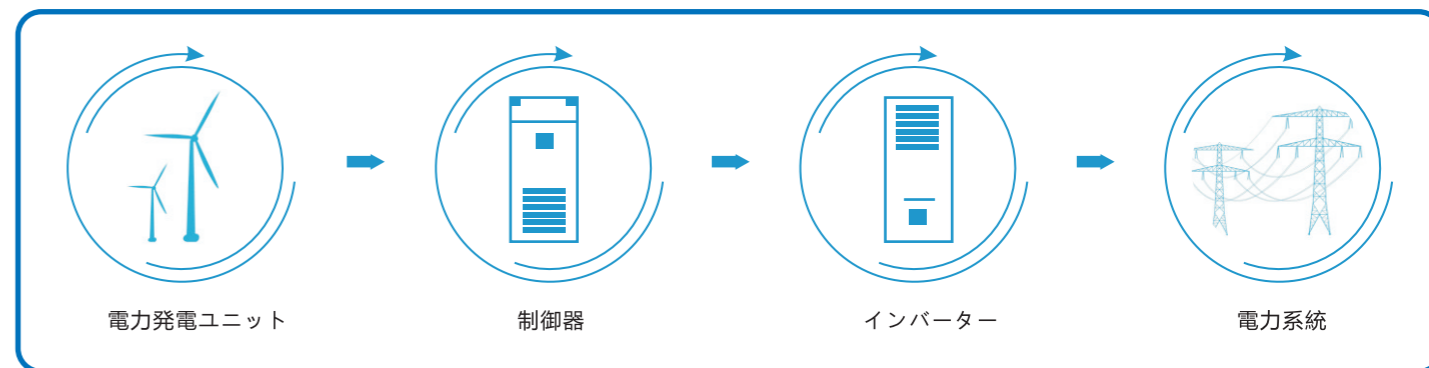 電力発電ユニット
制御器
インバーター
電力系統